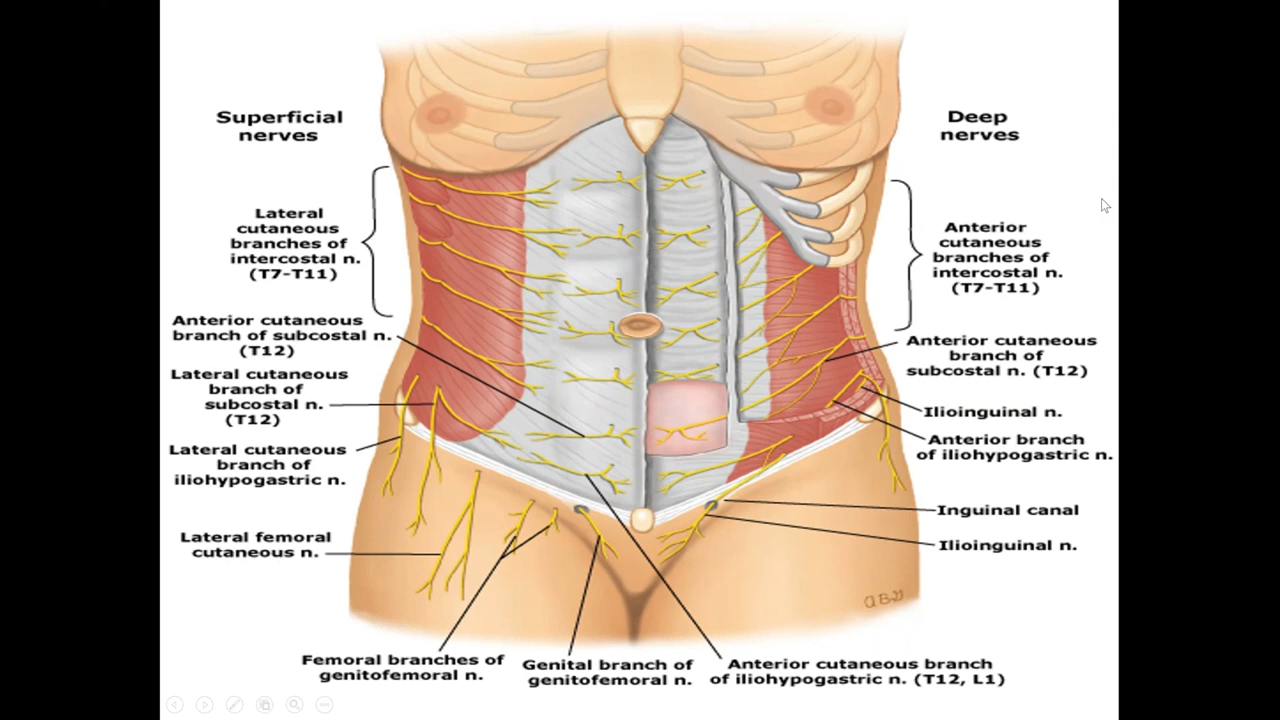 Superficial
nerves
Deep
nerves
Lateral
cutaneous
branches of
intercostal n.
(T7-T11)
Anterior cutaneous
branch of subcostal n.
(T12)
Lateral cutaneous
branch of
subcostal n.
(T12)
Lateral cutaneous
branch of
iliohypogastric n.
Lateral femoral
cutaneous n.
Femoral branches of
genitofemoral n.
Genital branch of
genitofemoral n.
Anterior cutaneous branch
of iliohypogastric n. (T12, L1)
Anterior
cutaneous
branches of
intercostal n.
(T7-T11)
Anterior cutaneous
branch of
subcostal n. (T12)
Ilioinguinal n.
Anterior branch
of iliohypogastric n.
Inguinal canal
Ilioinguinal n.